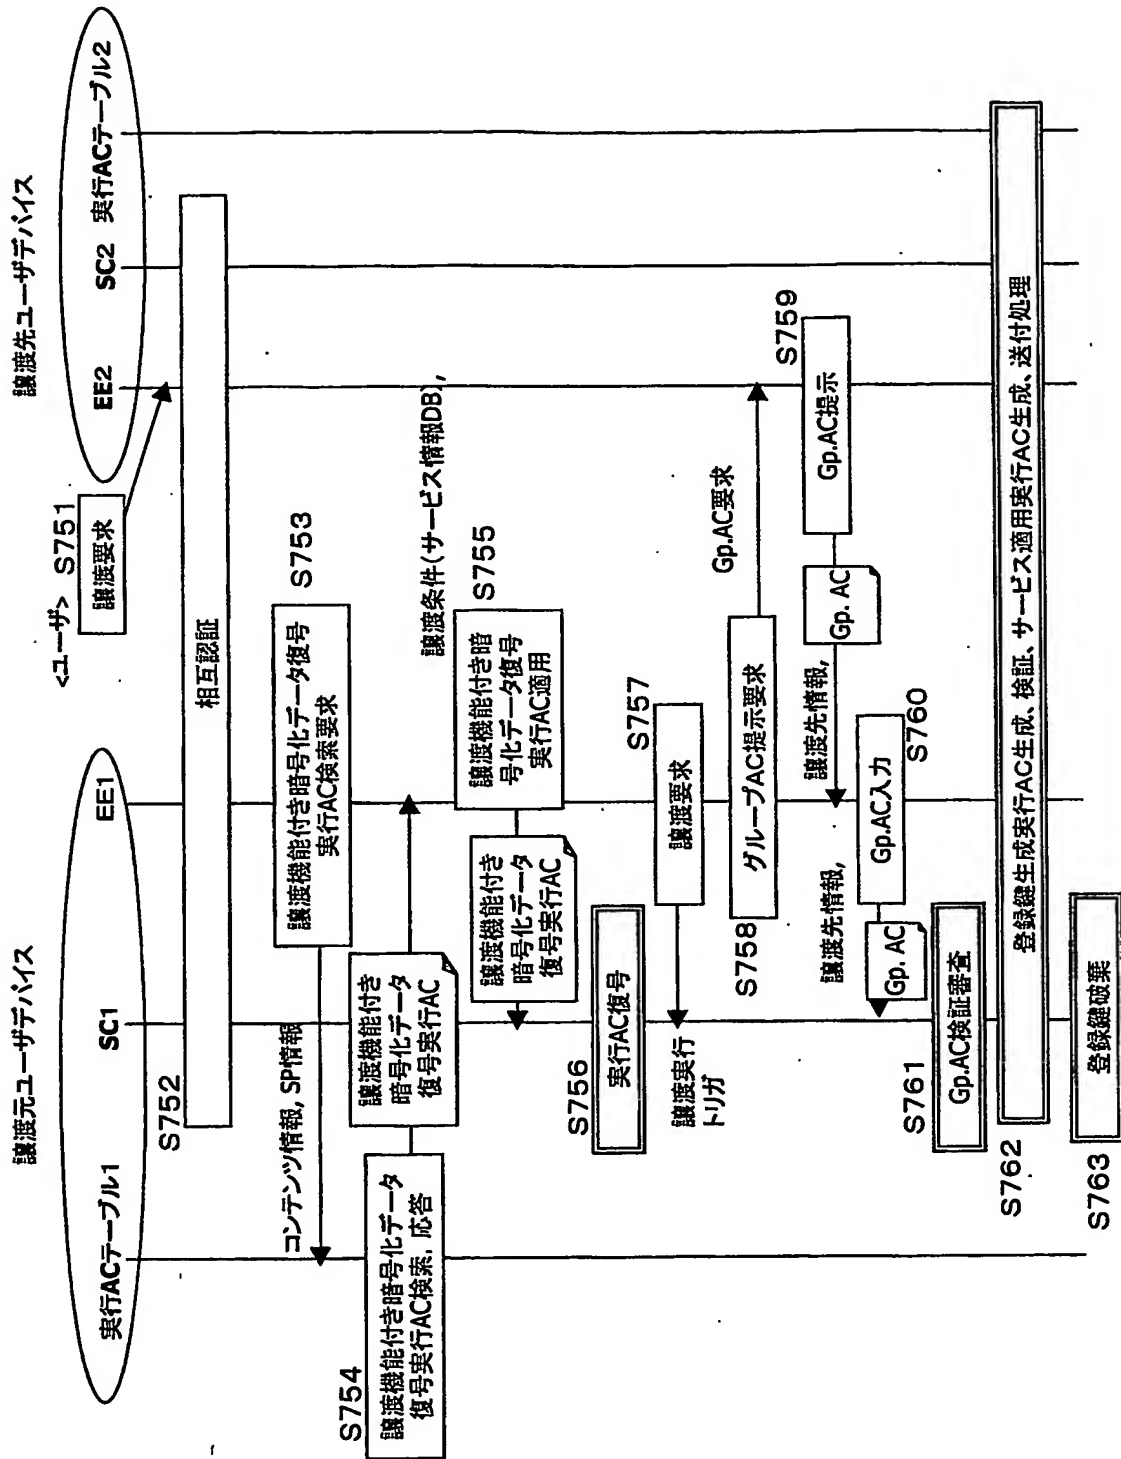 譲渡元ユーザデバイス
譲渡先ユーザデバイス
実行ACテーブル1
SC1
EE1
EE2
SC2
実行ACテーブル2
<ユーザ>
S751
譲渡要求
S752
相互認証
S753
譲渡機能付き暗号化データ復号
実行AC検索要求
コンテンツ情報, SP情報
S754
譲渡機能付き暗号化データ
復号実行AC検索, 応答
譲渡機能付き
暗号化データ
復号実行AC
譲渡条件(サービス情報DB),
S755
譲渡機能付き暗
号化データ復号
実行AC適用
譲渡機能付き
暗号化データ
復号実行AC
S756
実行AC復号
S757
譲渡要求
譲渡実行
トリガ
S758
グループAC提示要求
Gp.AC要求
S759
Gp.AC提示
Gp. AC
譲渡先情報,
S760
Gp.AC入力
譲渡先情報,
Gp. AC
S761
Gp.AC検証審査
S762
登録鍵生成実行AC生成、検証、サービス適用実行AC生成、送付処理
S763
登録鍵破棄